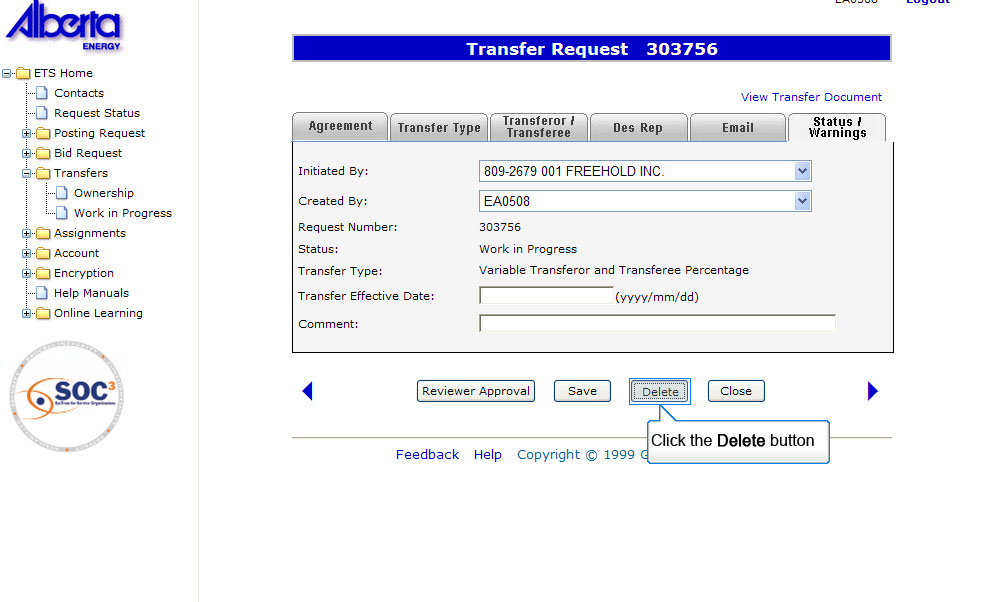 Alberta
ENERGY
EA0508 Logout
Transfer Request 303756
View Transfer Document
ETS Home
Contacts
Request Status
Posting Request
Bid Request
Transfers
Ownership
Work in Progress
Assignments
Account
Encryption
Help Manuals
Online Learning
SOC3
Agreement
Transfer Type
Transferor /
Transferee
Des Rep
Email
Status /
Warnings
Initiated By: 809-2679 001 FREEHOLD INC.
Created By: EA0508
Request Number: 303756
Status: Work in Progress
Transfer Type: Variable Transferor and Transferee Percentage
Transfer Effective Date: (yyyy/mm/dd)
Comment:
Reviewer Approval Save Delete Close
Click the Delete button
Feedback Help Copyright © 1999 G